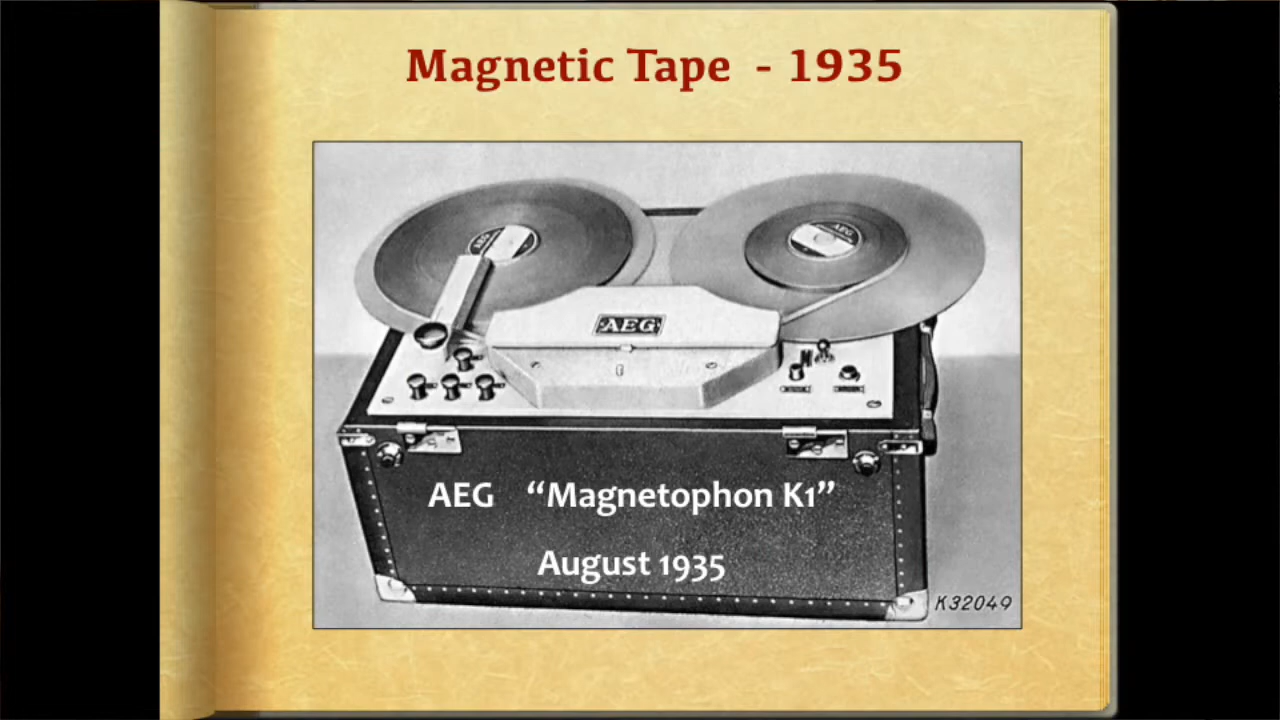 Magnetic Tape - 1935
AEG
AEG
AEG
AEG “Magnetophon K1”
August 1935
K32049